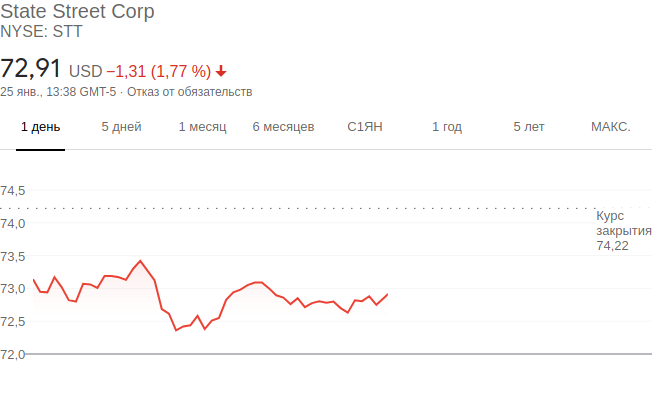 State Street Corp
NYSE: STT
72,91 USD −1,31 (1,77 %)
25 янв., 13:38 GMT-5 · Отказ от обязательств
1 день 5 дней 1 месяц 6 месяцев С1ЯН 1 год 5 лет МАКС.
74,5
74,0
Курс
закрытия
74,22
73,5
73,0
72,5
72,0